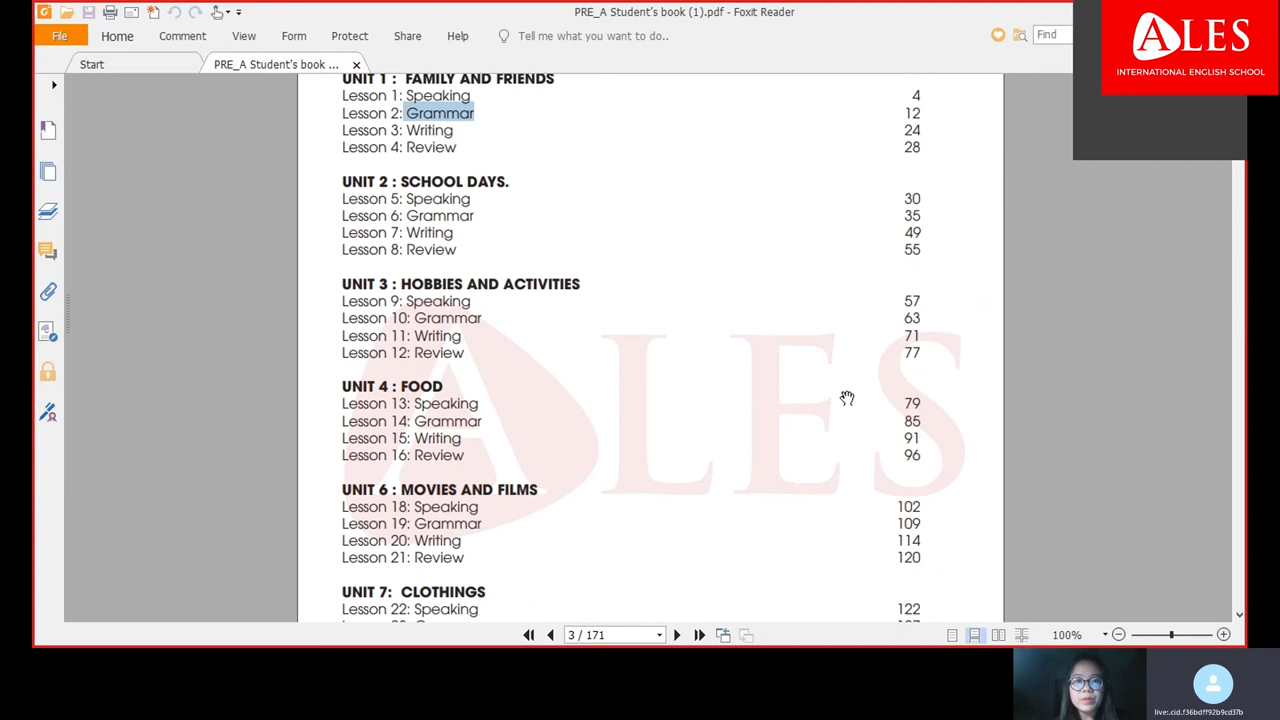 PRE_A Student's book (1).pdf - Foxit Reader
File Home Comment View Form Protect Share Help Tell me what you want to do.. Find
Start PRE_A Student's book ...
ALES
INTERNATIONAL ENGLISH SCHOOL
UNIT 1 : FAMILY AND FRIENDS
Lesson 1: Speaking 4
Lesson 2: Grammar 12
Lesson 3: Writing 24
Lesson 4: Review 28
UNIT 2 : SCHOOL DAYS.
Lesson 5: Speaking 30
Lesson 6: Grammar 35
Lesson 7: Writing 49
Lesson 8: Review 55
UNIT 3 : HOBBIES AND ACTIVITIES
Lesson 9: Speaking 57
Lesson 10: Grammar 63
Lesson 11: Writing 71
Lesson 12: Review 77
UNIT 4 : FOOD
Lesson 13: Speaking 79
Lesson 14: Grammar 85
Lesson 15: Writing 91
Lesson 16: Review 96
UNIT 6 : MOVIES AND FILMS
Lesson 18: Speaking 102
Lesson 19: Grammar 109
Lesson 20: Writing 114
Lesson 21: Review 120
UNIT 7: CLOTHINGS
Lesson 22: Speaking 122
ALES
3 / 171 100%
live:.cid.f36bdff92b9cd37b